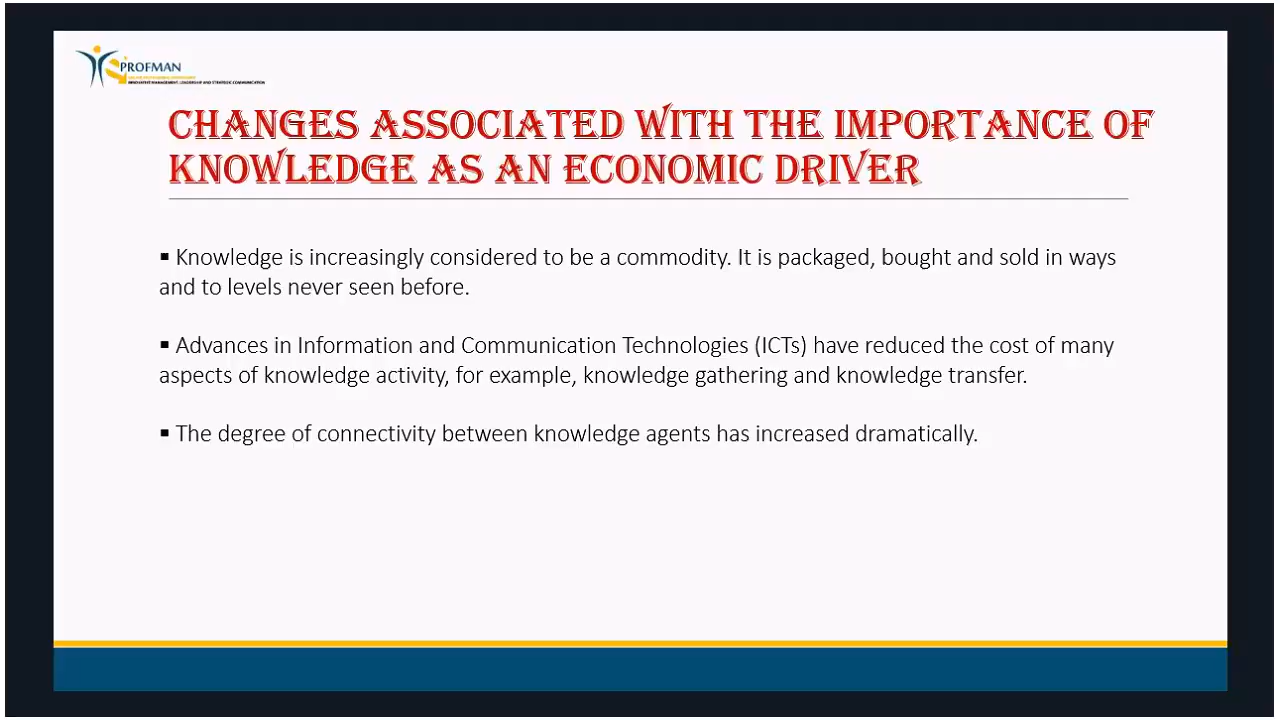 PROFMAN
CHANGES ASSOCIATED WITH THE IMPORTANCE OF
KNOWLEDGE AS AN ECONOMIC DRIVER
▪ Knowledge is increasingly considered to be a commodity. It is packaged, bought and sold in ways
and to levels never seen before.
▪ Advances in Information and Communication Technologies (ICTs) have reduced the cost of many
aspects of knowledge activity, for example, knowledge gathering and knowledge transfer.
▪ The degree of connectivity between knowledge agents has increased dramatically.